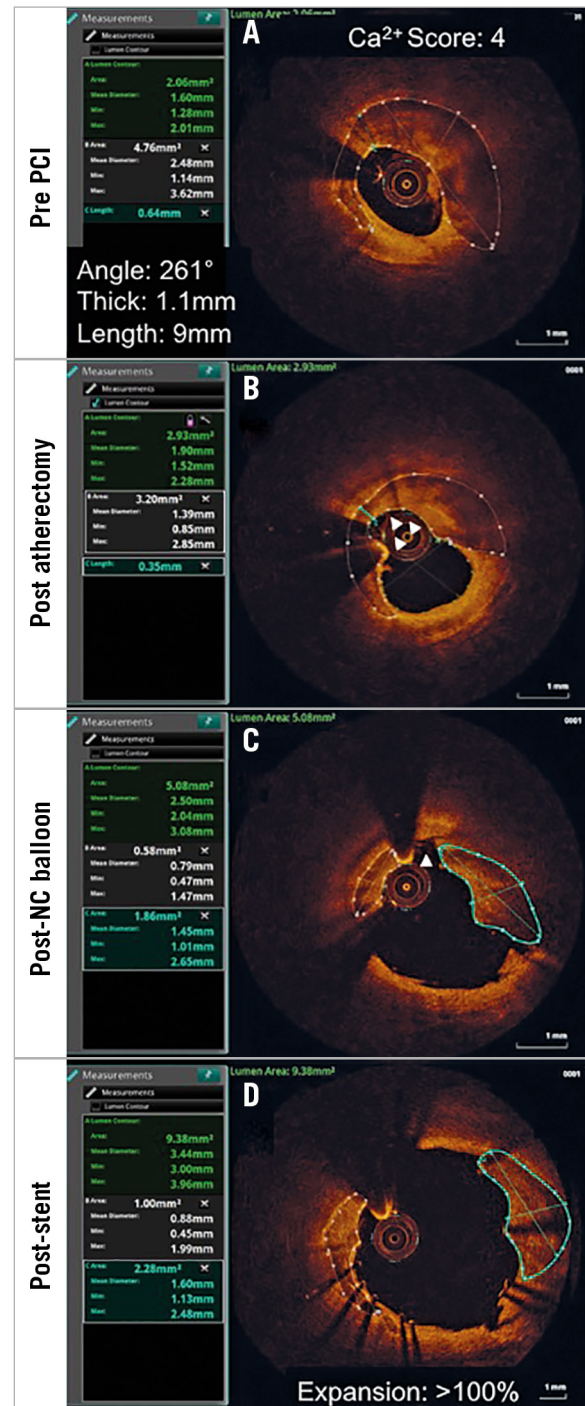 Pre PCI
Measurements
Measurements
Lumen Contour
A:Lumen Contour:
Area: 2.06mm²
Mean Diameter: 1.60mm
Min: 1.28mm
Max: 2.01mm
B Area: 4.76mm²
Mean Diameter: 2.48mm
Min: 1.14mm
Max: 3.62mm
C Length: 0.64mm
Angle: 261°
Thick: 1.1mm
Length: 9mm
A
Ca²⁺ Score: 4
1 mm
Post atherectomy
Measurements
Measurements
Lumen Contour
A:Lumen Contour:
Area: 2.93mm²
Mean Diameter: 1.90mm
Min: 1.52mm
Max: 2.28mm
B Area: 3.20mm²
Mean Diameter: 1.39mm
Min: 0.85mm
Max: 2.85mm
C Length: 0.35mm
Lumen Area: 2.93mm²
0001
B
1 mm
Post-NC balloon
Measurements
Measurements
Lumen Contour
A:Lumen Contour:
Area: 5.08mm²
Mean Diameter: 2.50mm
Min: 2.04mm
Max: 3.08mm
B Area: 0.58mm²
Mean Diameter: 0.79mm
Min: 0.47mm
Max: 1.47mm
C Area: 1.86mm²
Mean Diameter: 1.45mm
Min: 1.01mm
Max: 2.65mm
Lumen Area: 5.08mm²
0001
C
1 mm
Post-stent
Measurements
Measurements
Lumen Contour
A:Lumen Contour:
Area: 9.38mm²
Mean Diameter: 3.44mm
Min: 3.00mm
Max: 3.96mm
B Area: 1.00mm²
Mean Diameter: 0.88mm
Min: 0.45mm
Max: 1.99mm
C Area: 2.28mm²
Mean Diameter: 1.60mm
Min: 1.13mm
Max: 2.48mm
Lumen Area: 9.38mm²
0001
D
Expansion: >100%
1 mm